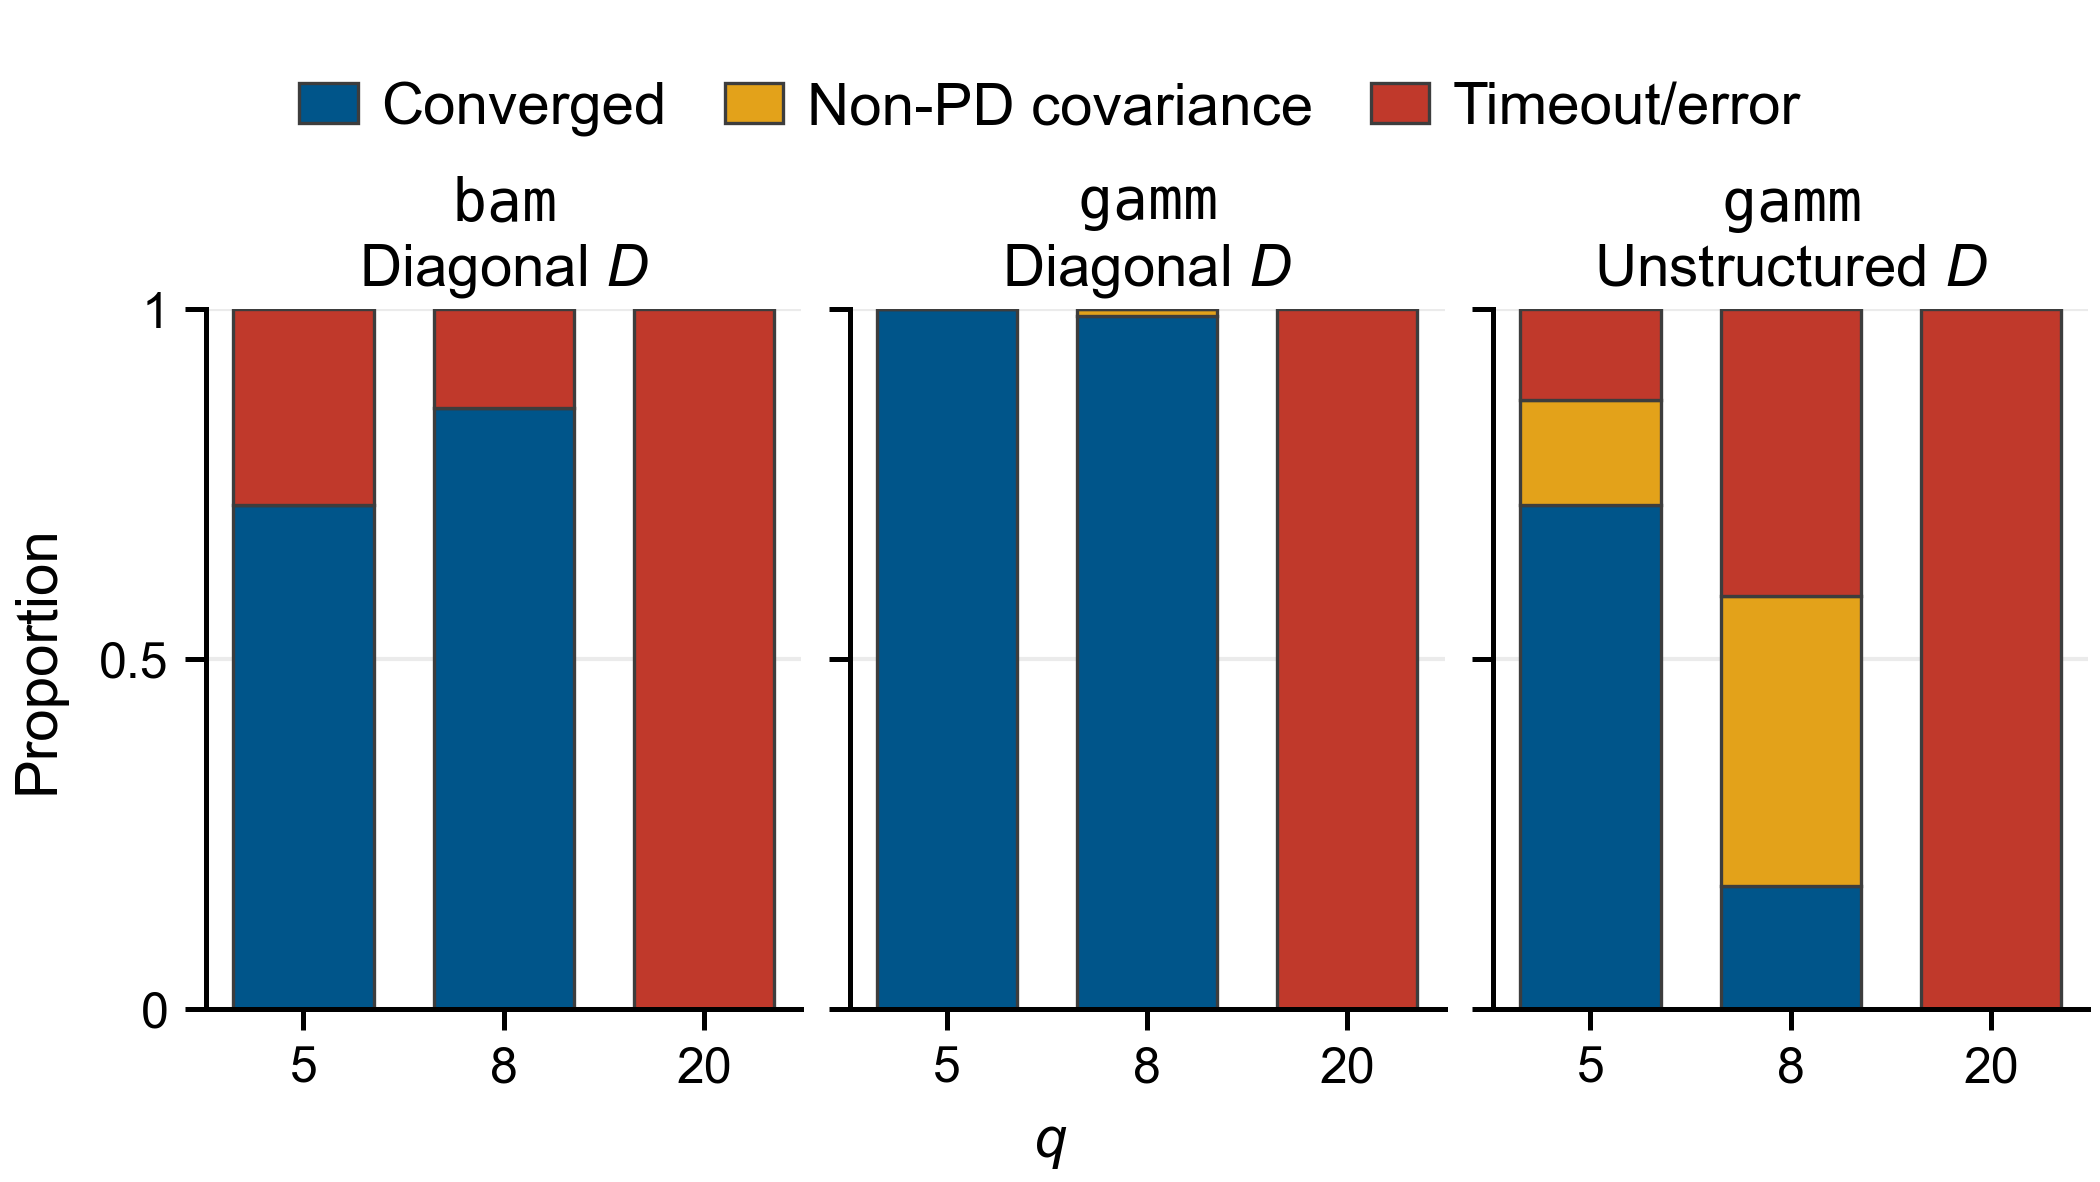 Converged Non-PD covariance Timeout/error
bam
Diagonal D
gamm
Diagonal D
gamm
Unstructured D
Proportion
1
0.5
0
5 8 20
5 8 20
5 8 20
q